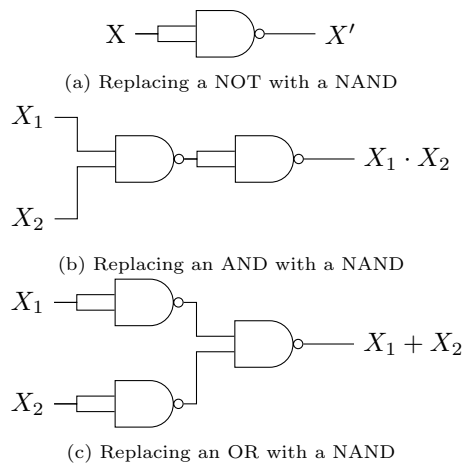 X X′
(a) Replacing a NOT with a NAND
X₁
X₁ · X₂
X₂
(b) Replacing an AND with a NAND
X₁
X₁ + X₂
X₂
(c) Replacing an OR with a NAND